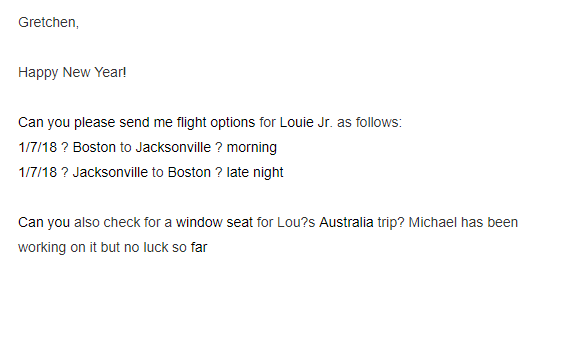 Gretchen,
Happy New Year!
Can you please send me flight options for Louie Jr. as follows:
1/7/18 ? Boston to Jacksonville ? morning
1/7/18 ? Jacksonville to Boston ? late night
Can you also check for a window seat for Lou?s Australia trip? Michael has been
working on it but no luck so far